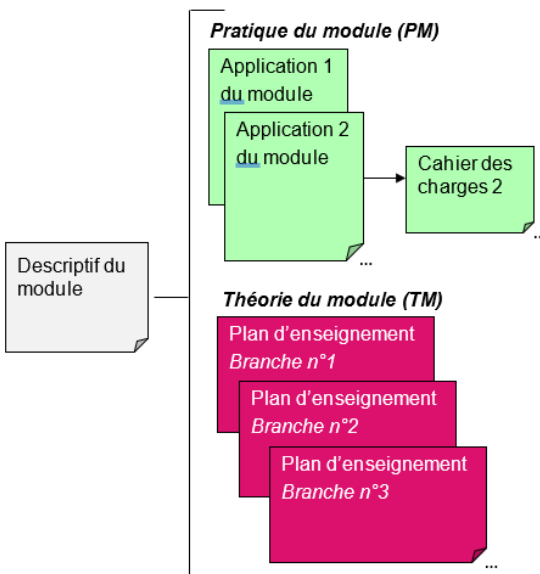 Pratique du module (PM)
Application 1
du module
Application 2
du module
...
Cahier des
charges 2
..
Descriptif du
module
Théorie du module (TM)
Plan d'enseignement
Branche n°1
Plan d'enseignement
Branche n°2
Plan d'enseignement
Branche n°3
...